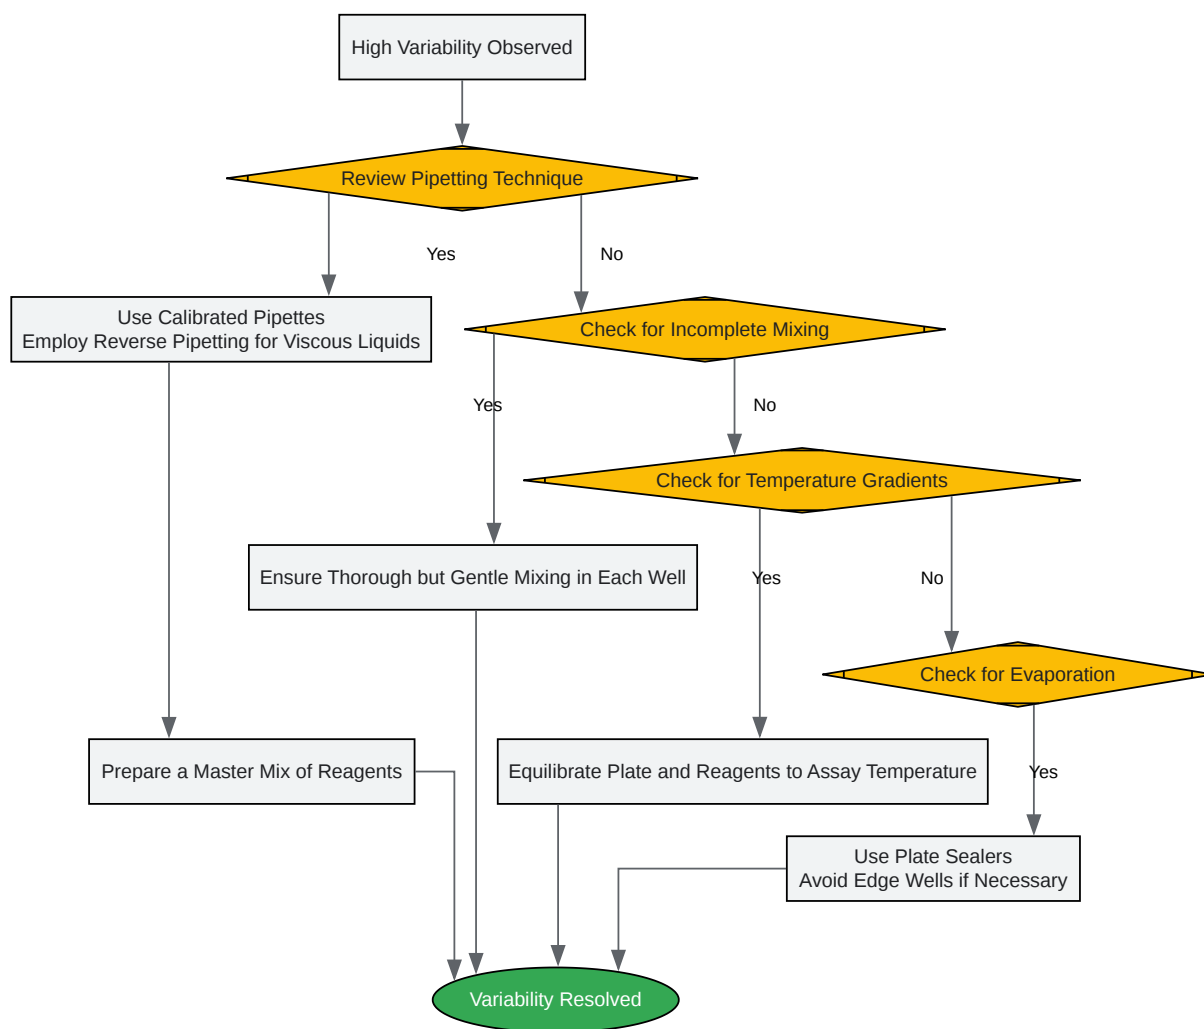 High Variability Observed
Review Pipetting Technique
Yes
No
Use Calibrated Pipettes
Employ Reverse Pipetting for Viscous Liquids
Check for Incomplete Mixing
Yes
No
Check for Temperature Gradients
Ensure Thorough but Gentle Mixing in Each Well
Yes
No
Check for Evaporation
Prepare a Master Mix of Reagents
Equilibrate Plate and Reagents to Assay Temperature
Yes
Use Plate Sealers
Avoid Edge Wells if Necessary
Variability Resolved